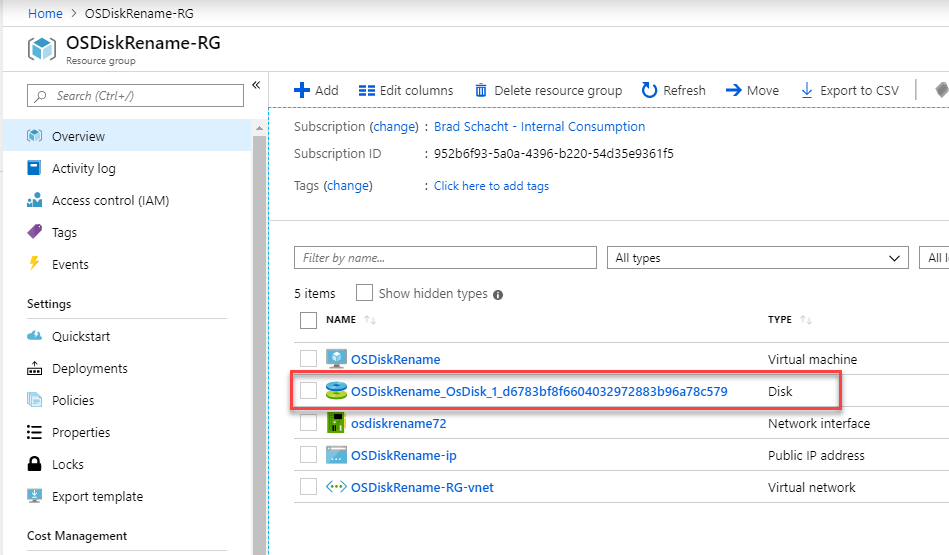 Home > OSDiskRename-RG
OSDiskRename-RG
Resource group
Search (Ctrl+/)
«
Overview
Activity log
Access control (IAM)
Tags
Events
Settings
Quickstart
Deployments
Policies
Properties
Locks
Export template
Cost Management
Add Edit columns Delete resource group Refresh Move Export to CSV
Subscription (change) : Brad Schacht - Internal Consumption
Subscription ID : 952b6f93-5a0a-4396-b220-54d35e9361f5
Tags (change) : Click here to add tags
Filter by name... All types All l
5 items Show hidden types
NAME TYPE
OSDiskRename Virtual machine
OSDiskRename_OsDisk_1_d6783bf8f6604032972883b96a78c579 Disk
osdiskrename72 Network interface
OSDiskRename-ip Public IP address
OSDiskRename-RG-vnet Virtual network